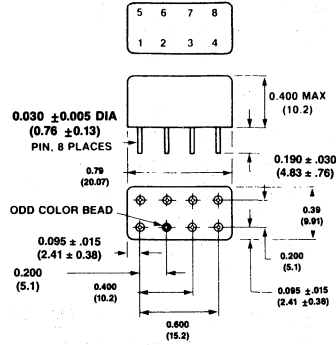 5 6 7 8
1 2 3 4
0.400 MAX
(10.2)
0.030 ±0.005 DIA
(0.76 ±0.13)
PIN, 8 PLACES
0.190 ± .030
(4.83 ± .76)
0.79
(20.07)
0.39
(9.91)
ODD COLOR BEAD
0.095 ± .015
(2.41 ± 0.38)
0.200
(5.1)
0.200
(5.1)
0.400
(10.2)
0.095 ±.015
(2.41 ± 0.38)
0.600
(15.2)